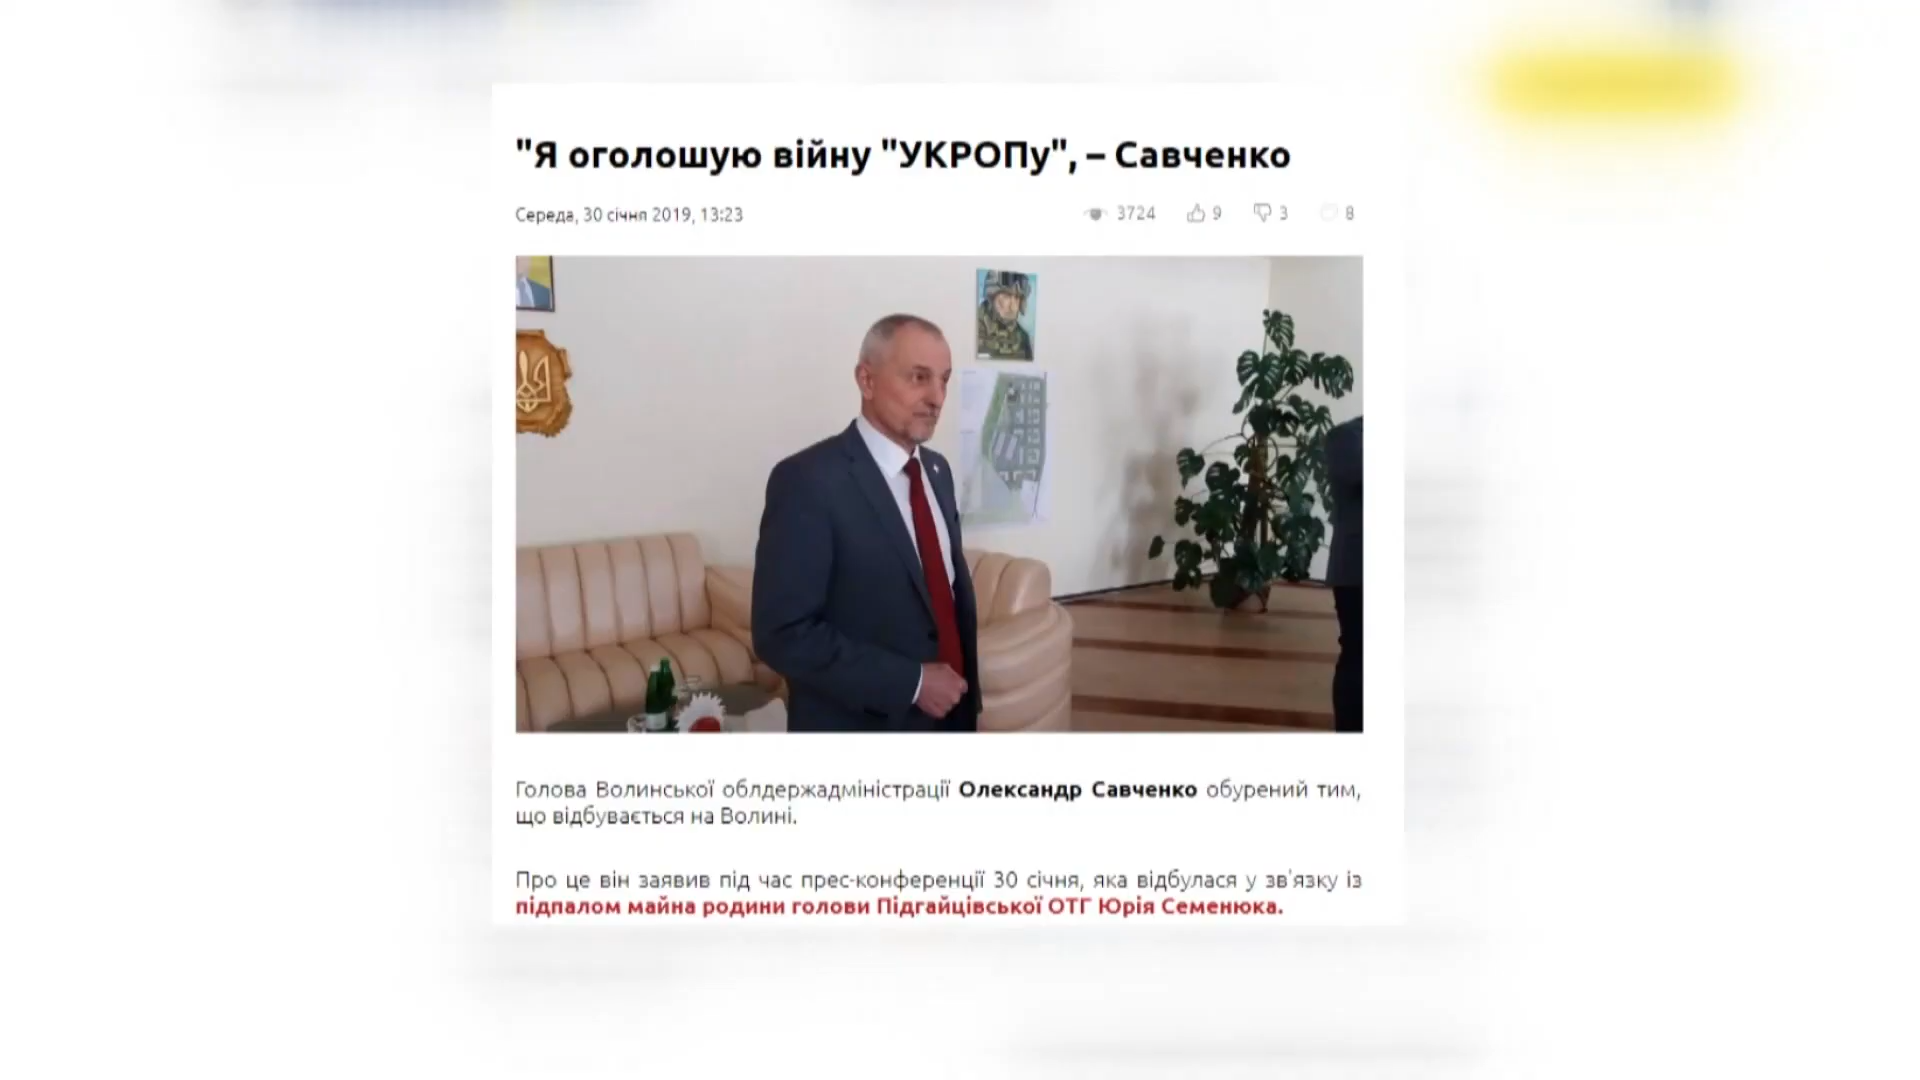 "Я оголошую війну "УКРОПу", – Савченко
Середа, 30 січня 2019, 13:23
3724 9 3 8
Голова Волинської облдержадміністрації Олександр Савченко обурений тим,
що відбувається на Волині.
Про це він заявив під час прес-конференції 30 січня, яка відбулася у зв'язку із
підпалом майна родини голови Підгайцівської ОТГ Юрія Семенюка.